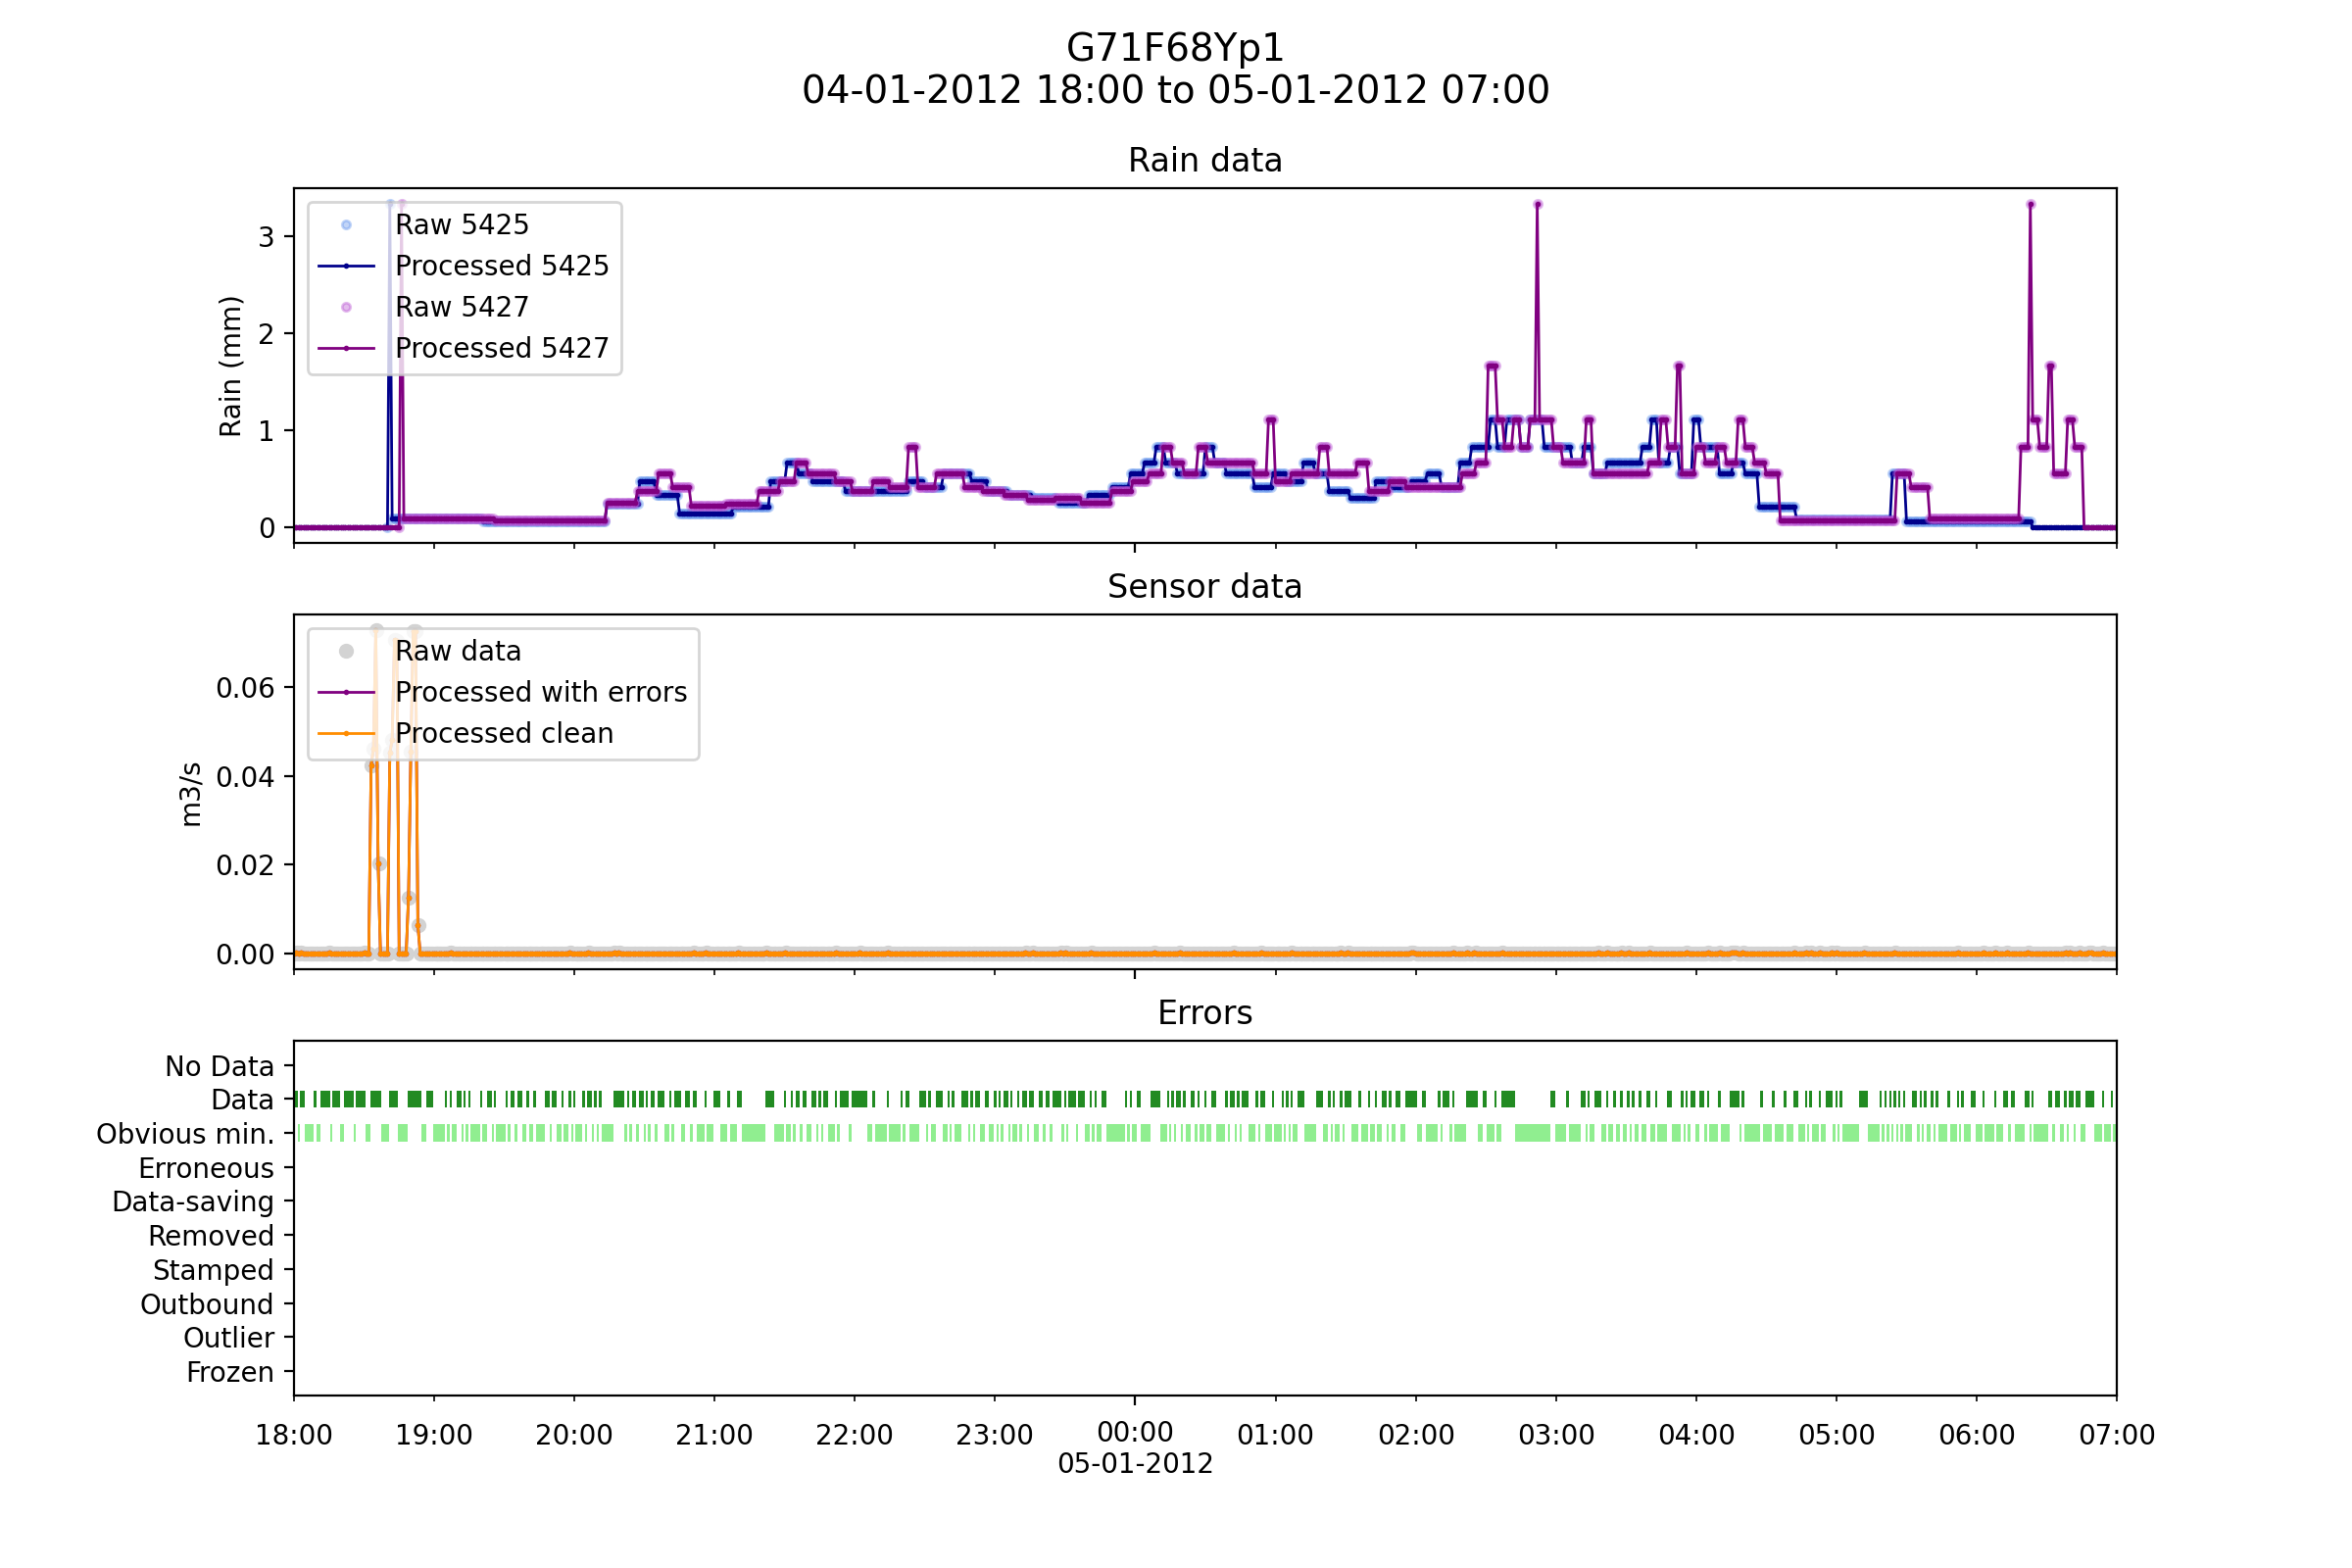 G71F68Yp1
04-01-2012 18:00 to 05-01-2012 07:00
Rain data
Rain (mm)
3
2
1
0
Raw 5425
Processed 5425
Raw 5427
Processed 5427
Sensor data
m3/s
0.06
0.04
0.02
0.00
Raw data
Processed with errors
Processed clean
Errors
No Data
Data
Obvious min.
Erroneous
Data-saving
Removed
Stamped
Outbound
Outlier
Frozen
18:00 19:00 20:00 21:00 22:00 23:00 00:00 01:00 02:00 03:00 04:00 05:00 06:00 07:00
05-01-2012